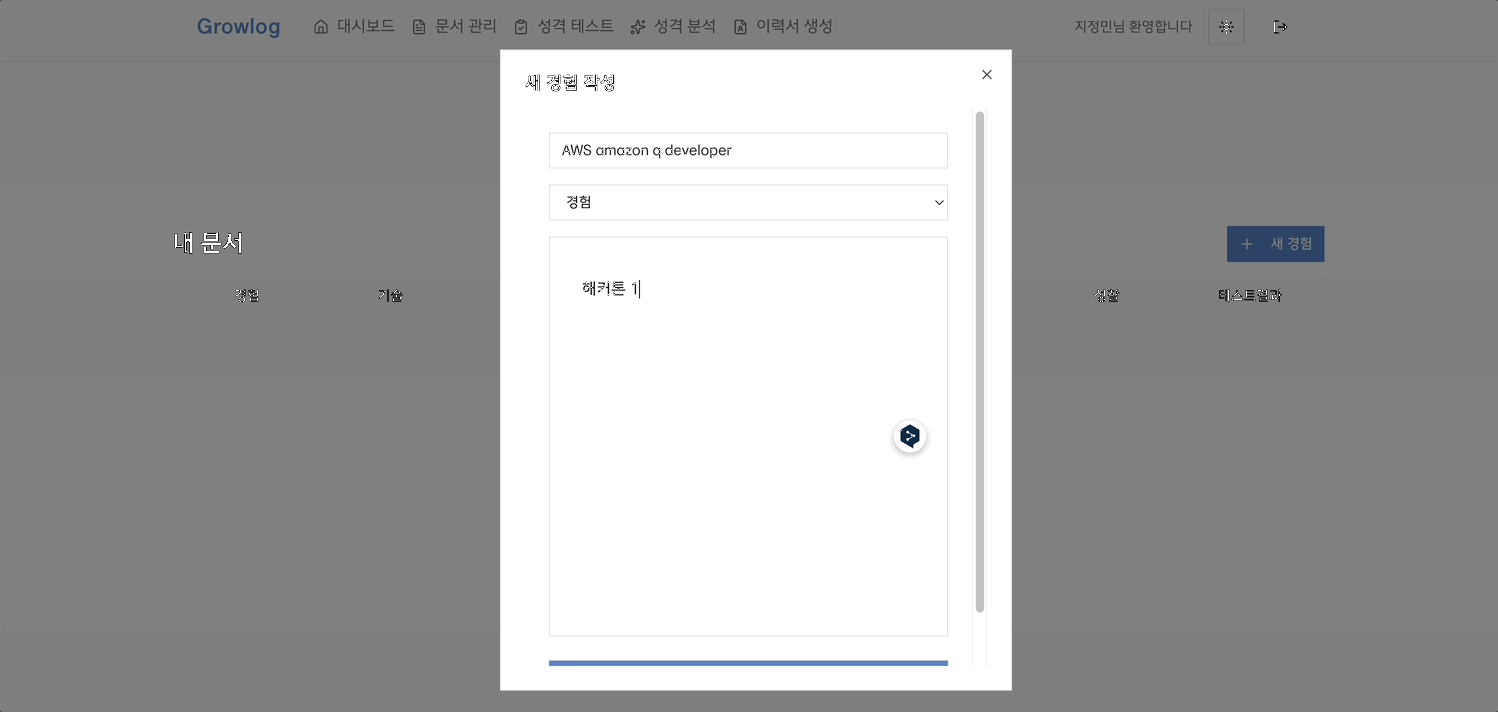 Growlog 대시보드 문서 관리 성격 테스트 성격 분석 이력서 생성 지정민님 환영합니다
새 경험 작성
AWS amazon q developer
경험
내 문서
새 경험
해커톤 1
경험 기술 성찰 테스트결과